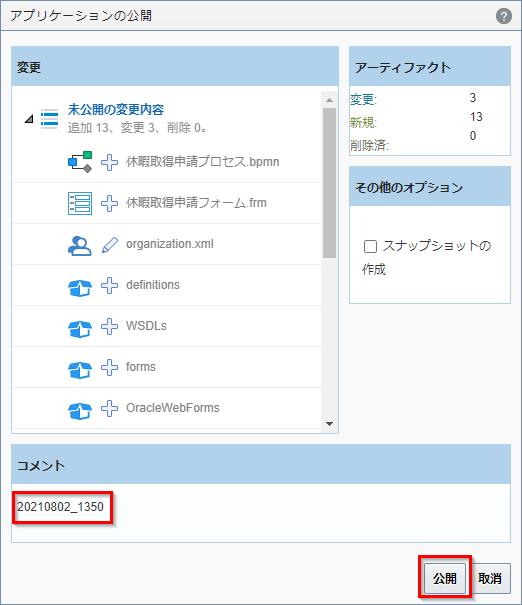 アプリケーションの公開
変更
未公開の変更内容
追加 13、変更 3、削除 0。
休暇取得申請プロセス.bpmn
休暇取得申請フォーム.frm
organization.xml
definitions
WSDLs
forms
OracleWebForms
アーティファクト
変更: 3
新規: 13
削除済: 0
その他のオプション
スナップショットの
作成
コメント
20210802_1350
公開 取消